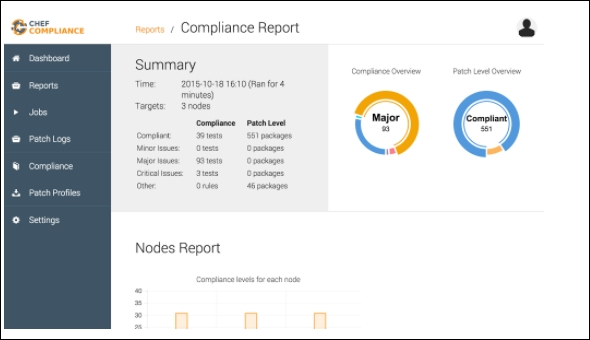 CHEF
COMPLIANCE
Reports / Compliance Report
Dashboard
Reports
Jobs
Patch Logs
Compliance
Patch Profiles
Settings
Summary
Time: 2015-10-18 16:10 (Ran for 4
minutes)
Targets: 3 nodes
Compliance Patch Level
Compliant: 39 tests 551 packages
Minor Issues: 0 tests 0 packages
Major Issues: 93 tests 0 packages
Critical Issues: 3 tests 0 packages
Other: 0 rules 46 packages
Compliance Overview
Major
93
Patch Level Overview
Compliant
551
Nodes Report
Compliance levels for each node
40
35
30
25